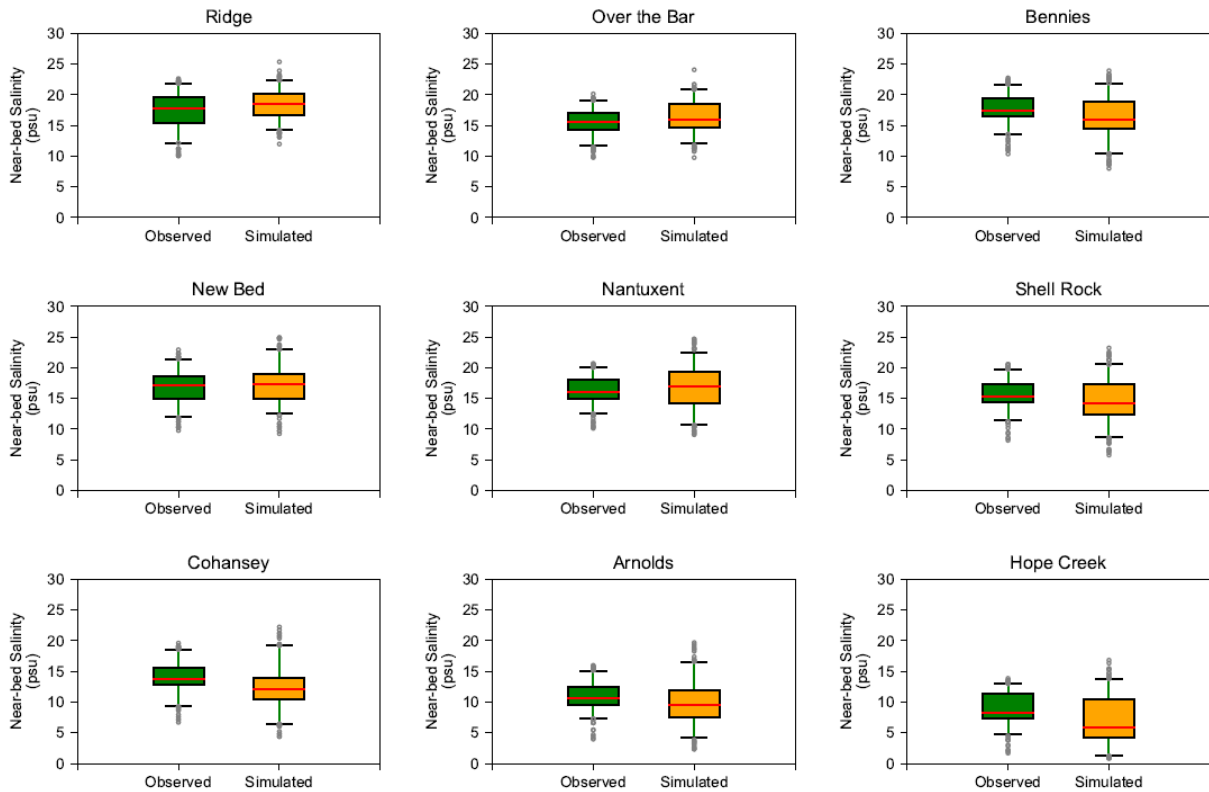 Ridge
Near-bed Salinity
(psu)
30
25
20
15
10
5
0
Observed Simulated
Over the Bar
Near-bed Salinity
(psu)
30
25
20
15
10
5
0
Observed Simulated
Bennies
Near-bed Salinity
(psu)
30
25
20
15
10
5
0
Observed Simulated
New Bed
Near-bed Salinity
(psu)
30
25
20
15
10
5
0
Observed Simulated
Nantuxent
Near-bed Salinity
(psu)
30
25
20
15
10
5
0
Observed Simulated
Shell Rock
Near-bed Salinity
(psu)
30
25
20
15
10
5
0
Observed Simulated
Cohansey
Near-bed Salinity
(psu)
30
25
20
15
10
5
0
Observed Simulated
Arnolds
Near-bed Salinity
(psu)
30
25
20
15
10
5
0
Observed Simulated
Hope Creek
Near-bed Salinity
(psu)
30
25
20
15
10
5
0
Observed Simulated